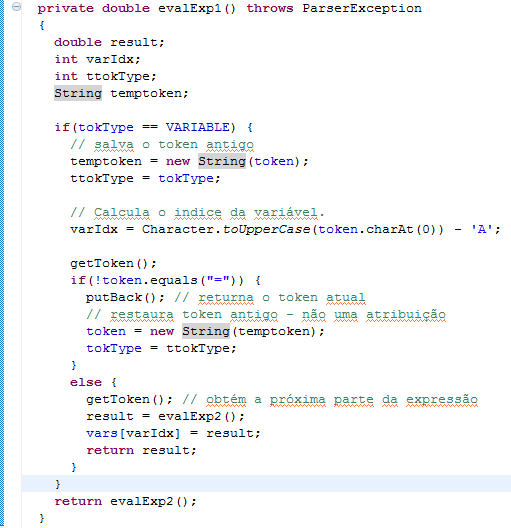 private double evalExp1() throws ParserException
{
  double result;
  int varIdx;
  int ttokType;
  String temptoken;

  if(tokType == VARIABLE) {
    // salva o token antigo
    temptoken = new String(token);
    ttokType = tokType;

    // Calcula o indice da variável.
    varIdx = Character.toUpperCase(token.charAt(0)) - 'A';

    getToken();
    if(!token.equals("=")) {
      putBack(); // returna o token atual
      // restaura token antigo - não uma atribuição
      token = new String(temptoken);
      tokType = ttokType;
    }
    else {
      getToken(); // obtém a próxima parte da expressão
      result = evalExp2();
      vars[varIdx] = result;
      return result;
    }
  }
  return evalExp2();
}